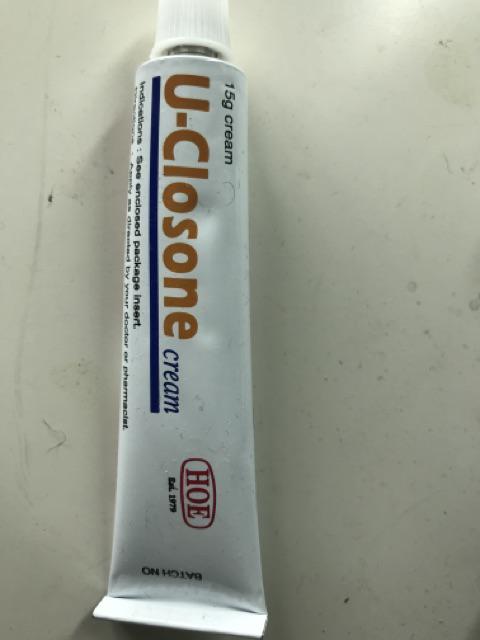 15g cream
U-Closone cream
Indications : See enclosed package insert.
Directions : Apply as directed by your doctor or pharmacist.
HOE
Est. 1979
BATCH NO